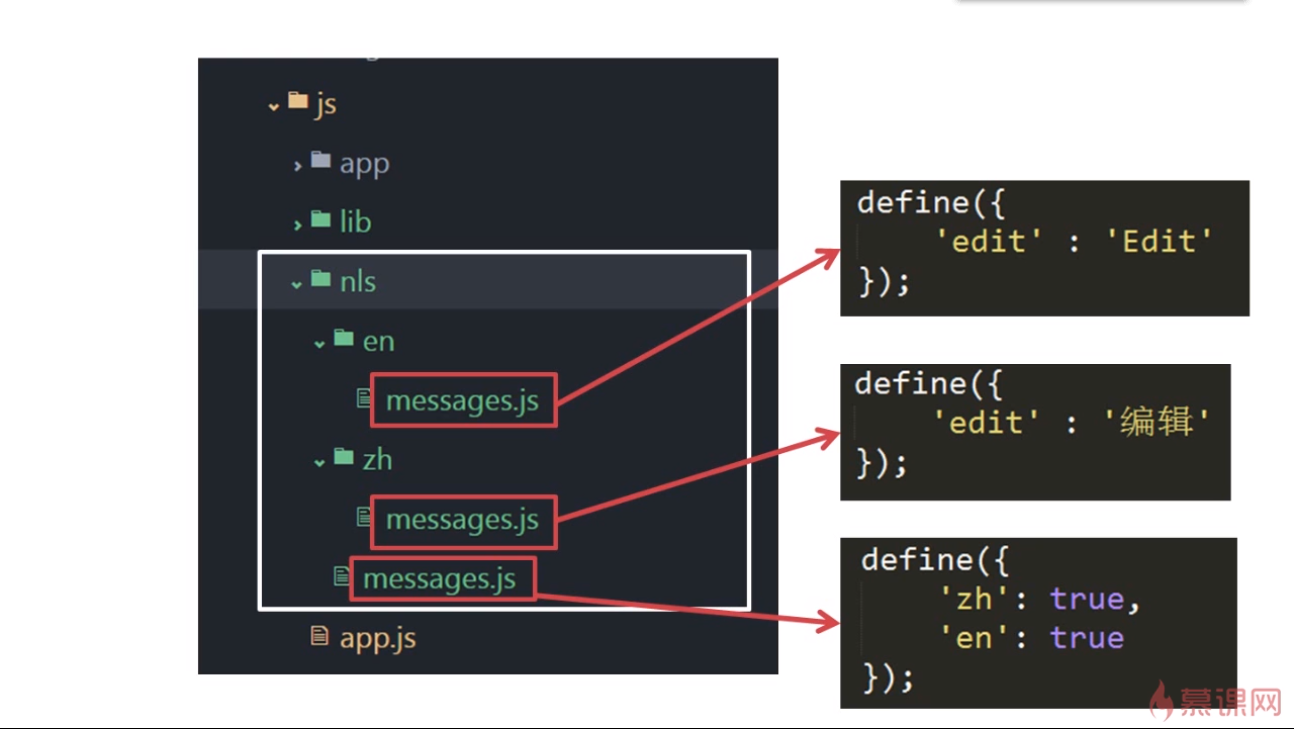 js
app
lib
nls
en
messages.js
zh
messages.js
messages.js
app.js
define({
'edit' : 'Edit'
});
define({
'edit' : '编辑'
});
define({
'zh': true,
'en': true
});
慕课网